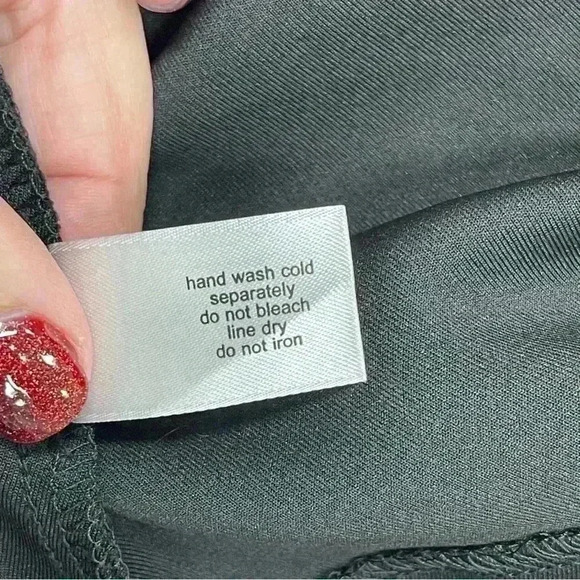 hand wash cold
separately
do not bleach
line dry
do not iron